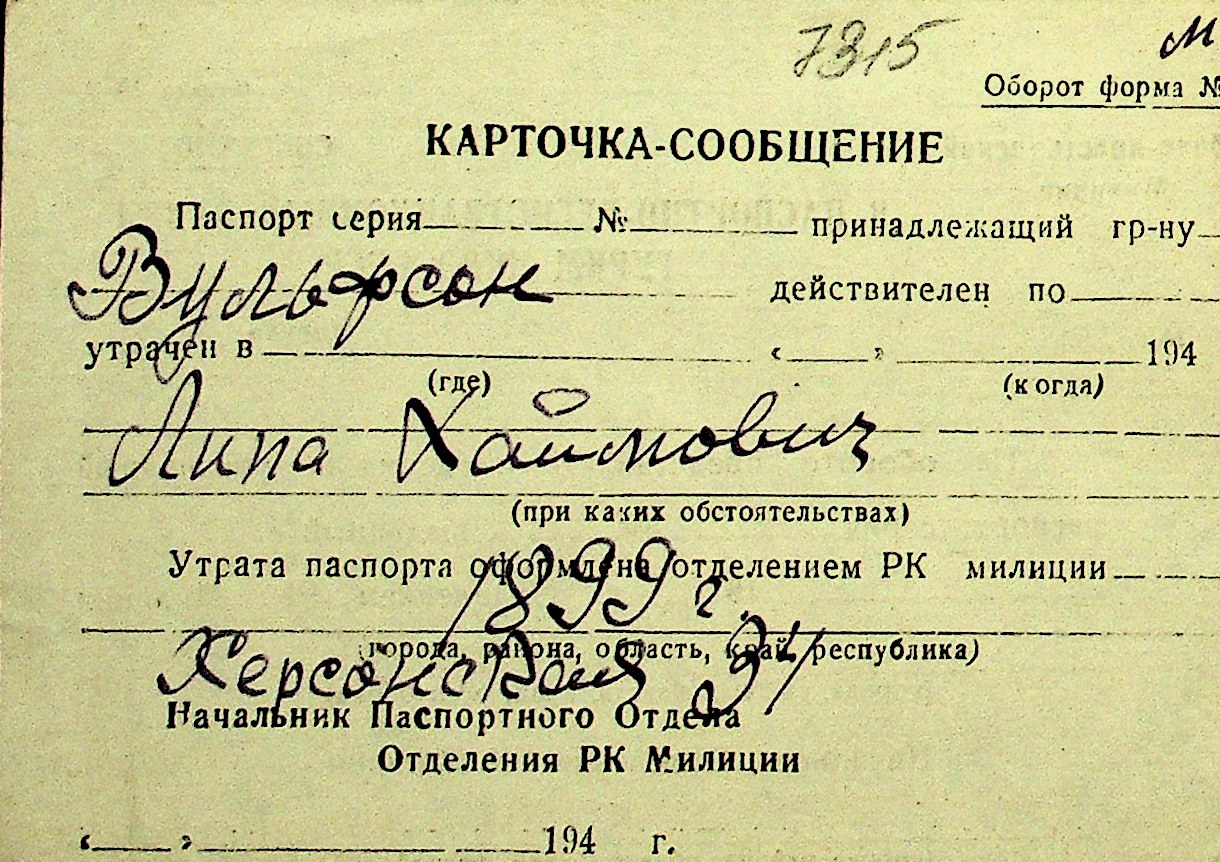 7315 М
Оборот форма №
КАРТОЧКА-СООБЩЕНИЕ
Паспорт серия № принадлежащий гр-ну
Вульфсон действителен по
утрачен в « » 194
(где) (когда)
Липа Хаймович
(при каких обстоятельствах)
Утрата паспорта оформлена отделением РК милиции
1899 г.
(города, района, область, край, республика)
Херсонская 34
Начальник Паспортного Отдела
Отделения РК Милиции
« » 194 г.